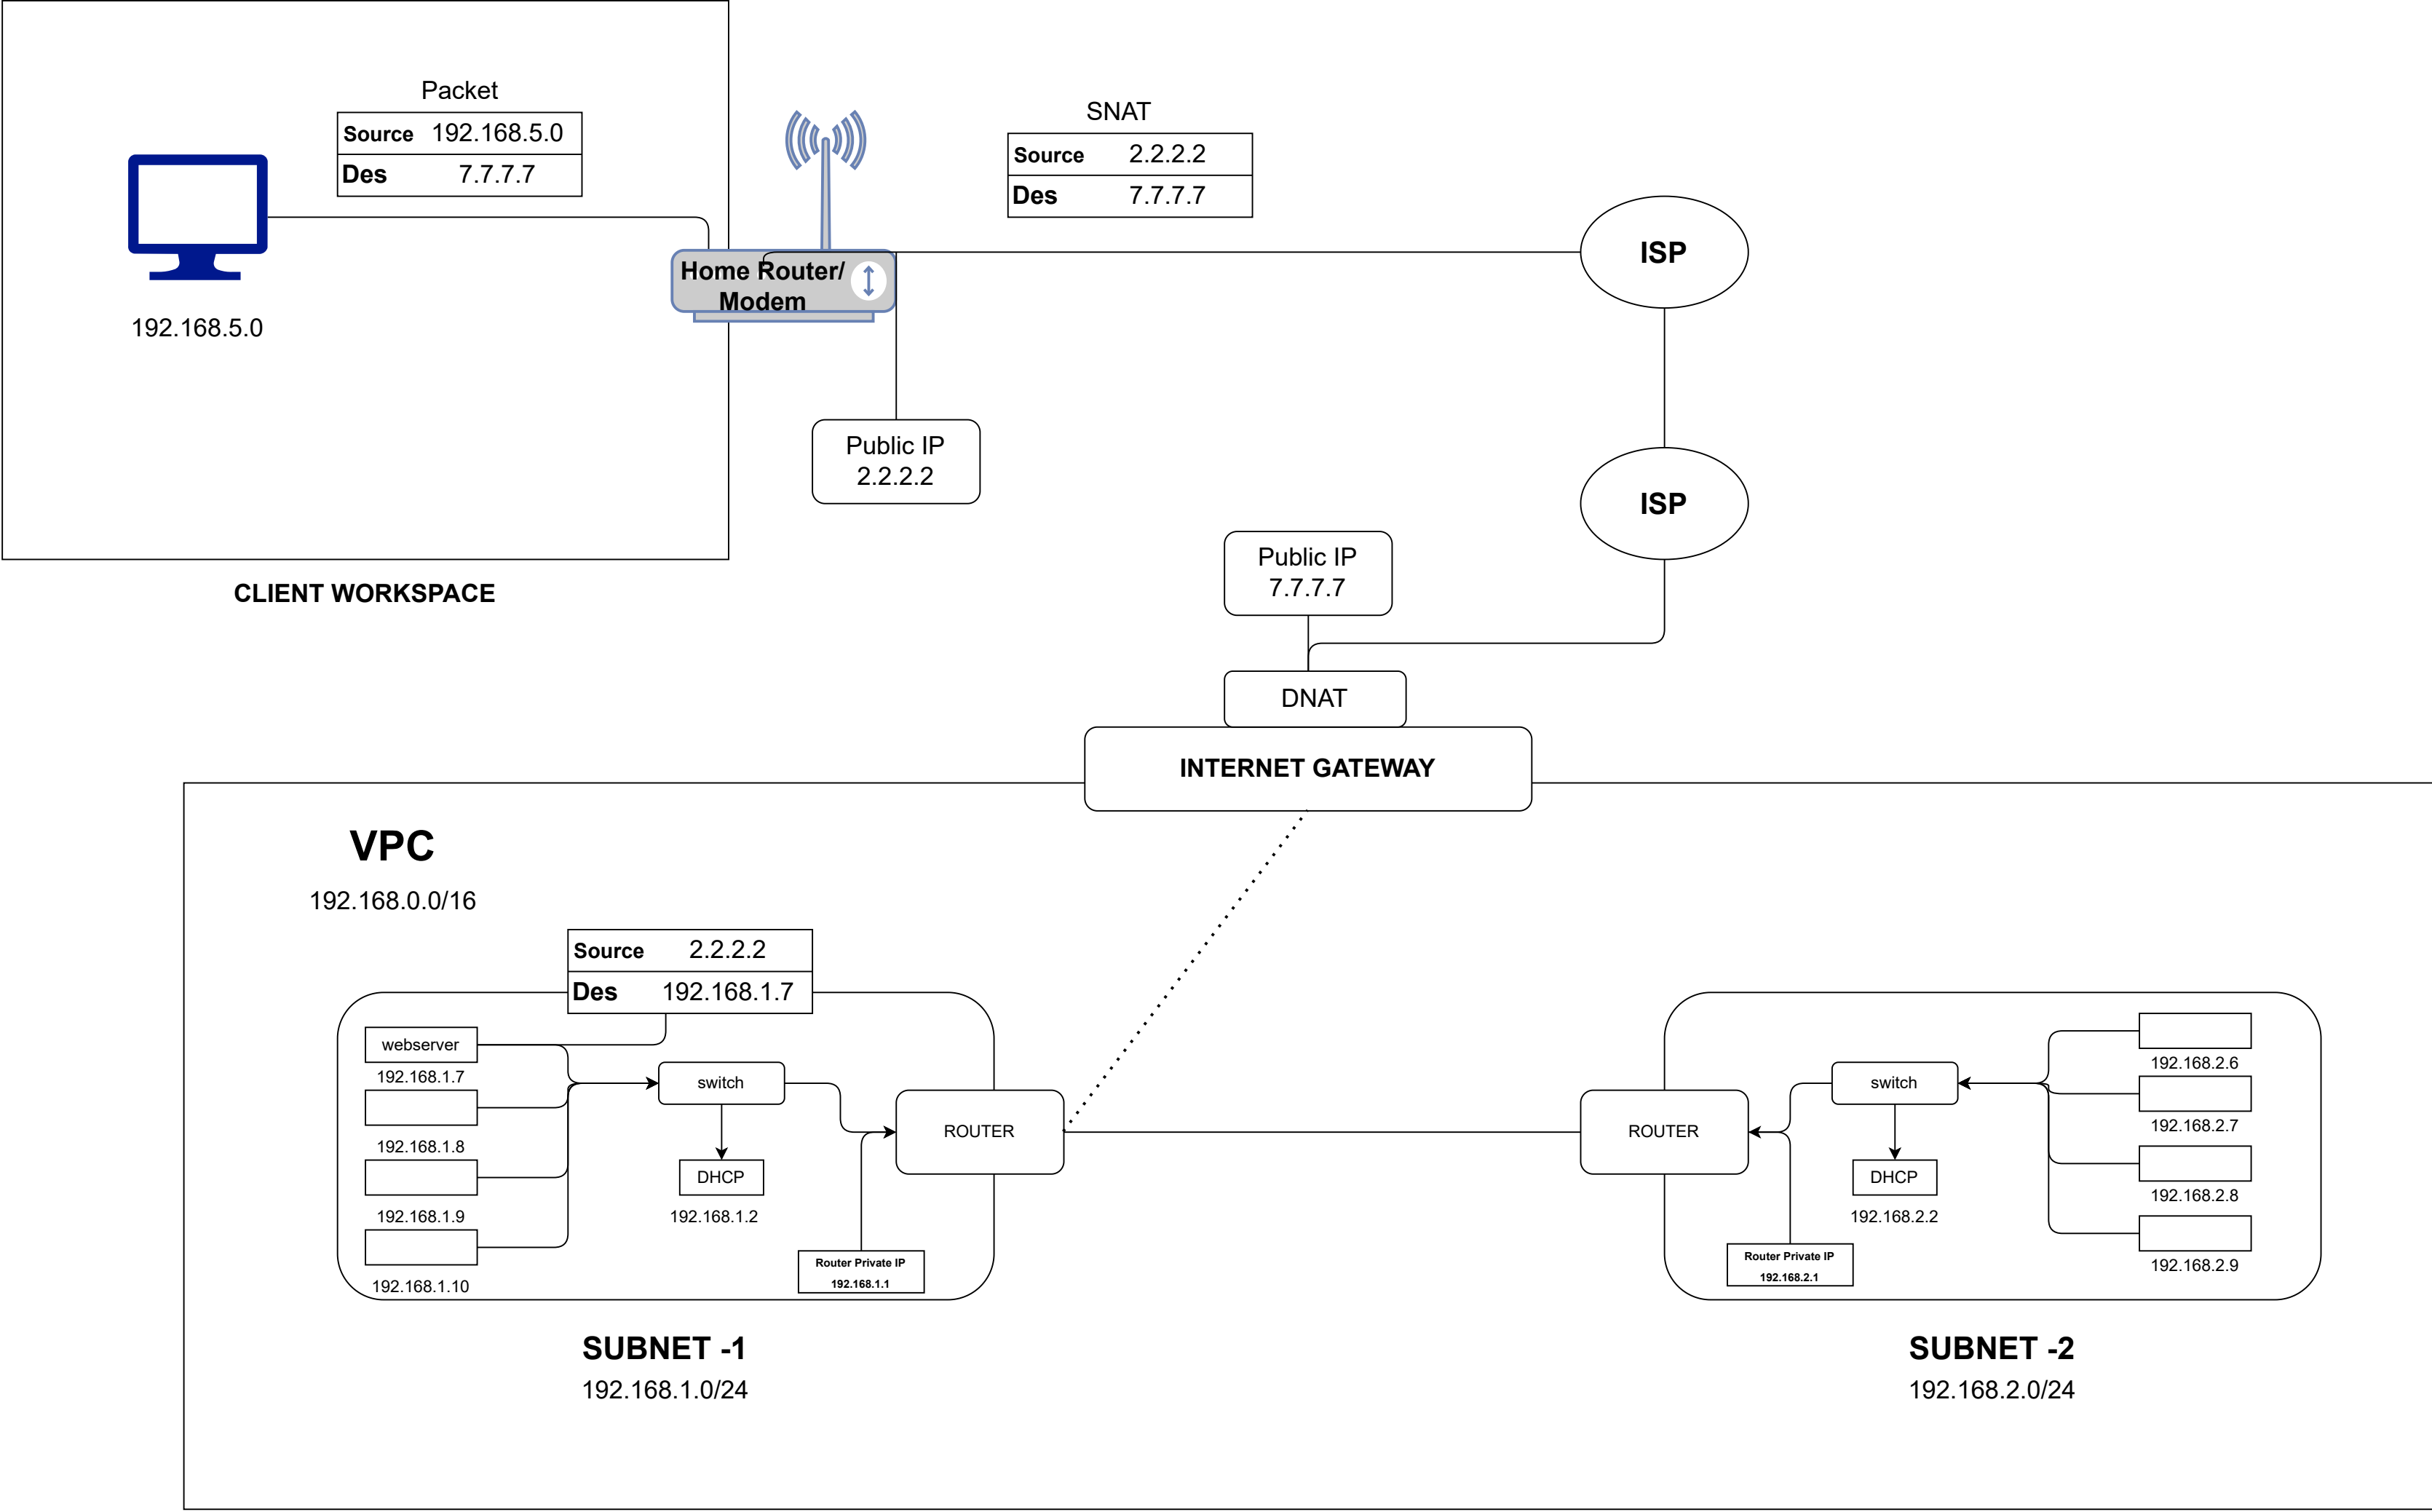 Packet
Source 192.168.5.0
Des 7.7.7.7
192.168.5.0
Home Router/
Modem
SNAT
Source 2.2.2.2
Des 7.7.7.7
ISP
Public IP
2.2.2.2
ISP
CLIENT WORKSPACE
Public IP
7.7.7.7
DNAT
INTERNET GATEWAY
VPC
192.168.0.0/16
Source 2.2.2.2
Des 192.168.1.7
webserver
192.168.1.7
192.168.1.8
192.168.1.9
192.168.1.10
switch
DHCP
192.168.1.2
Router Private IP
192.168.1.1
ROUTER
SUBNET -1
192.168.1.0/24
ROUTER
switch
DHCP
192.168.2.2
Router Private IP
192.168.2.1
192.168.2.6
192.168.2.7
192.168.2.8
192.168.2.9
SUBNET -2
192.168.2.0/24